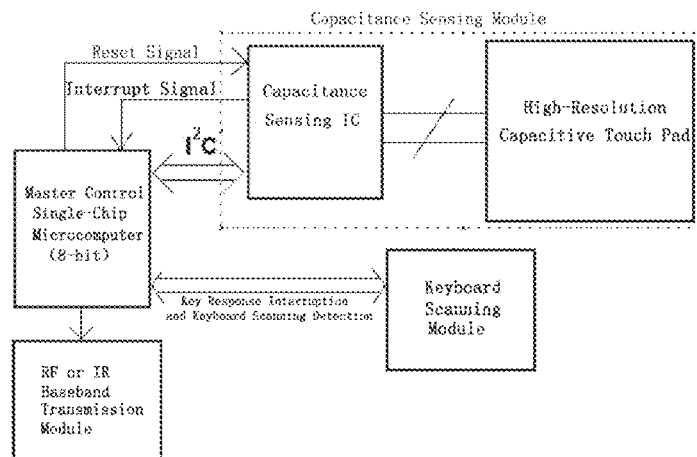 Capacitance Sensing Module
Reset Signal
Interrupt Signal
Capacitance
Sensing IC
High-Resolution
Capacitive Touch Pad
I²C
Master Control
Single-Chip
Microcomputer
(8-bit)
Key Response Interruption
and Keyboard Scanning Detection
Keyboard
Scanning
Module
RF or IR
Baseband
Transmission
Module